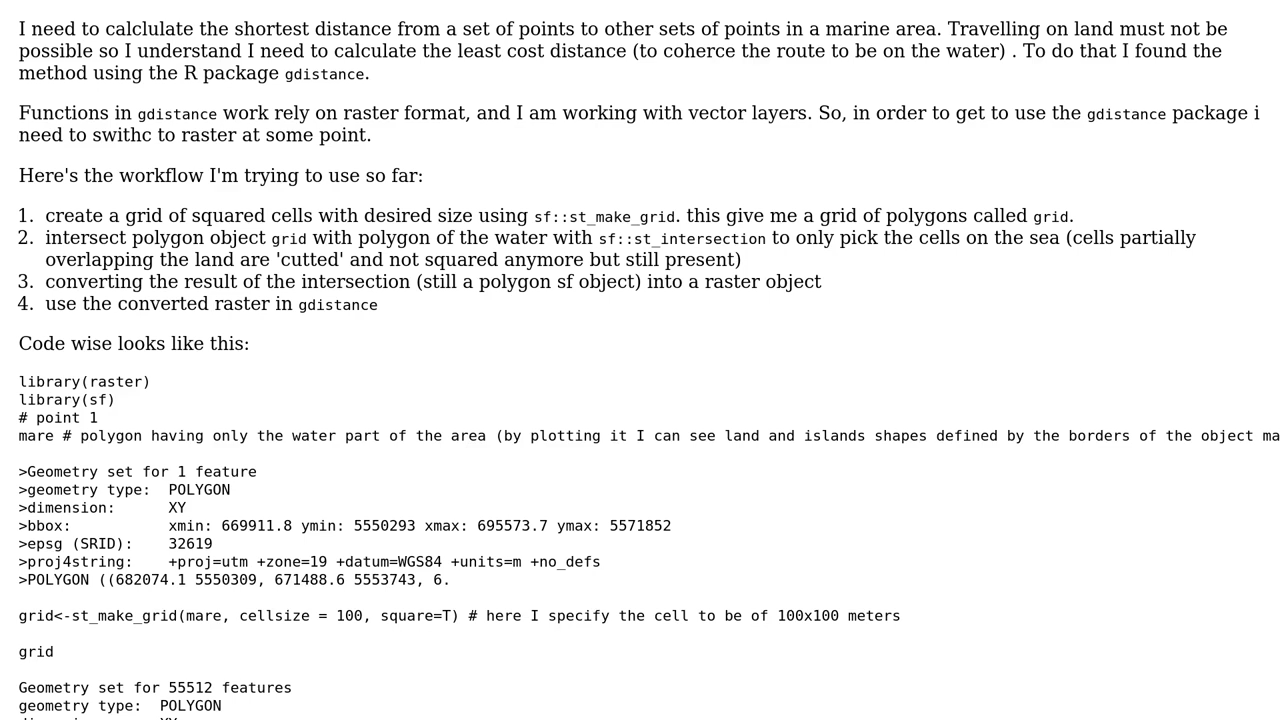 I need to calclulate the shortest distance from a set of points to other sets of points in a marine area. Travelling on land must not be
possible so I understand I need to calculate the least cost distance (to coherce the route to be on the water) . To do that I found the
method using the R package gdistance.
Functions in gdistance work rely on raster format, and I am working with vector layers. So, in order to get to use the gdistance package i
need to swithc to raster at some point.
Here's the workflow I'm trying to use so far:
1. create a grid of squared cells with desired size using sf::st_make_grid. this give me a grid of polygons called grid.
2. intersect polygon object grid with polygon of the water with sf::st_intersection to only pick the cells on the sea (cells partially
overlapping the land are 'cutted' and not squared anymore but still present)
3. converting the result of the intersection (still a polygon sf object) into a raster object
4. use the converted raster in gdistance
Code wise looks like this:
library(raster)
library(sf)
# point 1
mare # polygon having only the water part of the area (by plotting it I can see land and islands shapes defined by the borders of the object ma
>Geometry set for 1 feature
>geometry type:  POLYGON
>dimension:      XY
>bbox:           xmin: 669911.8 ymin: 5550293 xmax: 695573.7 ymax: 5571852
>epsg (SRID):    32619
>proj4string:    +proj=utm +zone=19 +datum=WGS84 +units=m +no_defs
>POLYGON ((682074.1 5550309, 671488.6 5553743, 6.
grid<-st_make_grid(mare, cellsize = 100, square=T) # here I specify the cell to be of 100x100 meters
grid
Geometry set for 55512 features
geometry type:  POLYGON